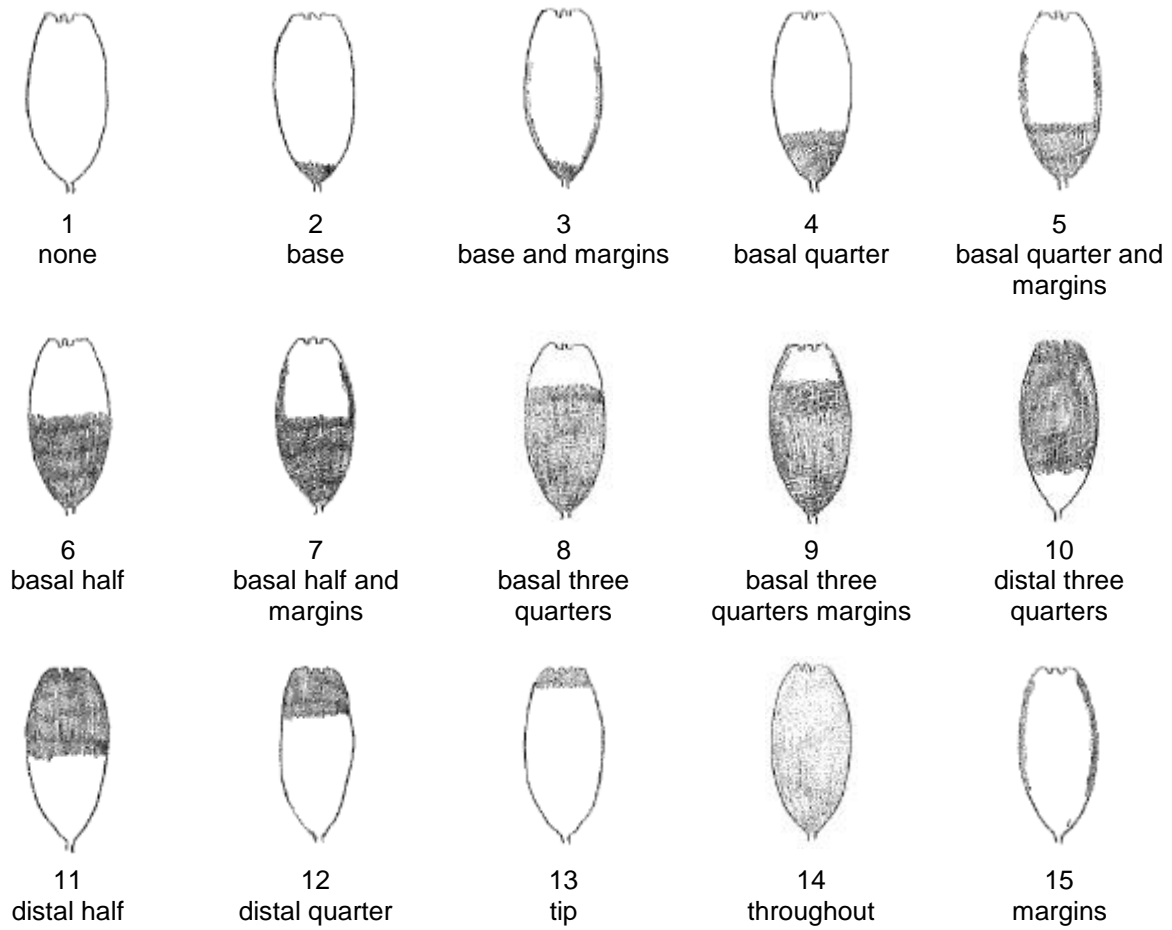 1
none
2
base
3
base and margins
4
basal quarter
5
basal quarter and
margins
6
basal half
7
basal half and
margins
8
basal three
quarters
9
basal three
quarters margins
10
distal three
quarters
11
distal half
12
distal quarter
13
tip
14
throughout
15
margins